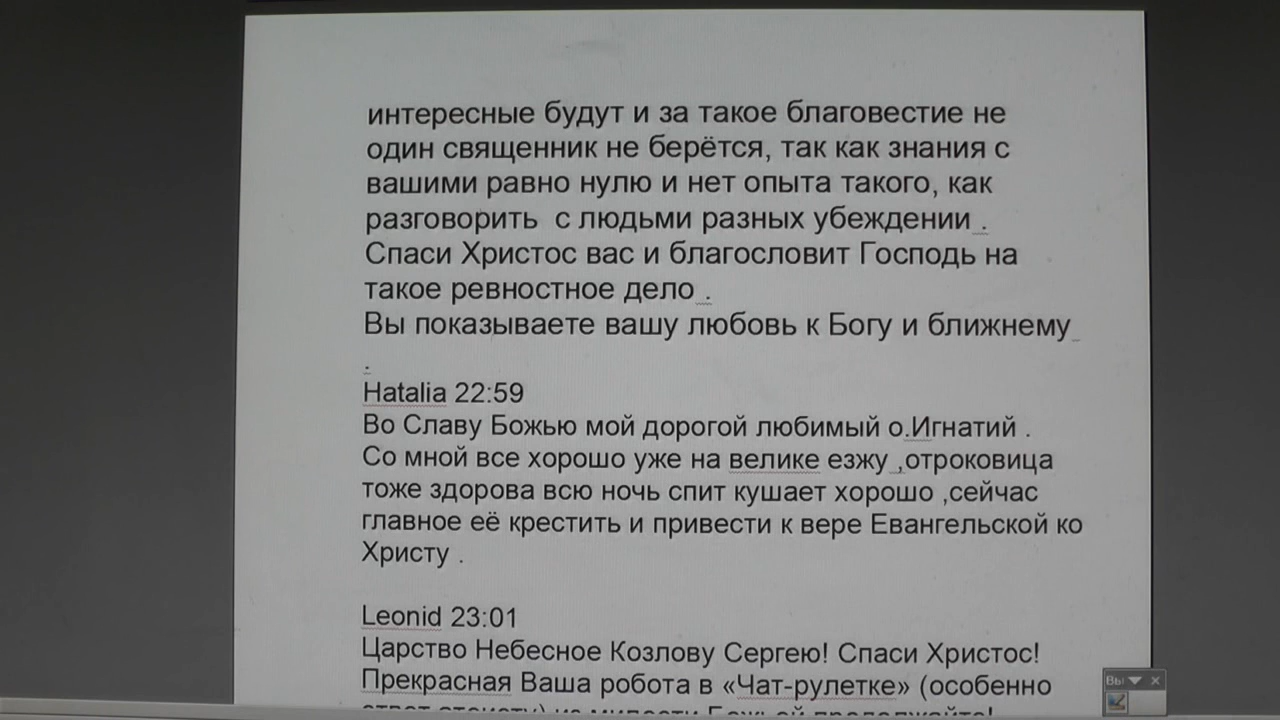 интересные будут и за такое благовестие не
один священник не берётся, так как знания с
вашими равно нулю и нет опыта такого, как
разговорить  с людьми разных убеждении .
Спаси Христос вас и благословит Господь на
такое ревностное дело .
Вы показываете вашу любовь к Богу и ближнему
.
Hatalia 22:59
Во Славу Божью мой дорогой любимый о.Игнатий .
Со мной все хорошо уже на велике езжу ,отроковица
тоже здорова всю ночь спит кушает хорошо ,сейчас
главное её крестить и привести к вере Евангельской ко
Христу .
Leonid 23:01
Царство Небесное Козлову Сергею! Спаси Христос!
Прекрасная Ваша робота в «Чат-рулетке» (особенно
Вы